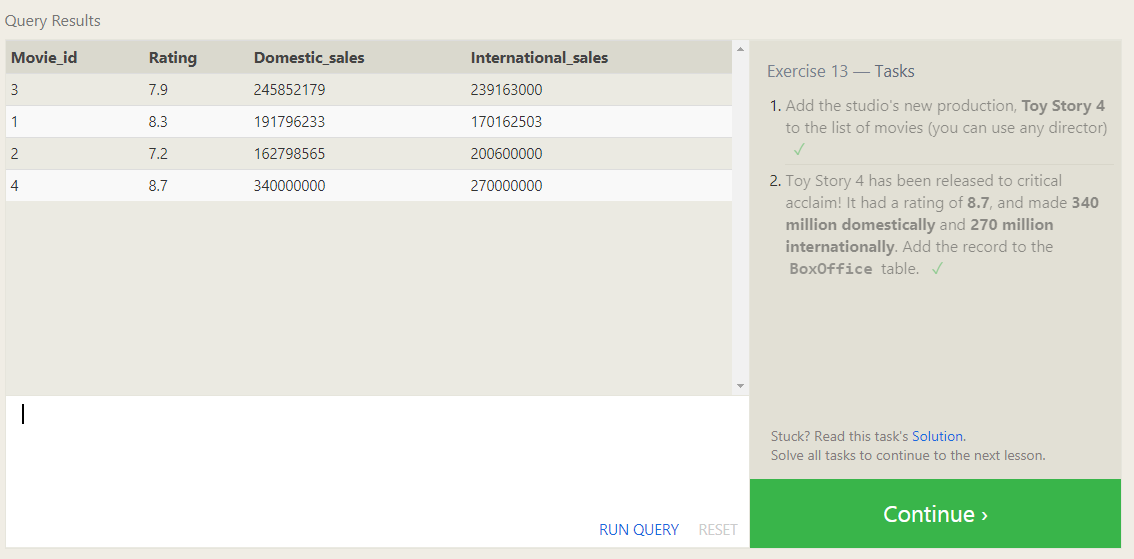 Query Results
Movie_id Rating Domestic_sales International_sales
3 7.9 245852179 239163000
1 8.3 191796233 170162503
2 7.2 162798565 200600000
4 8.7 340000000 270000000
RUN QUERY RESET
Exercise 13 — Tasks
1. Add the studio's new production, Toy Story 4
to the list of movies (you can use any director)
✓
2. Toy Story 4 has been released to critical
acclaim! It had a rating of 8.7, and made 340
million domestically and 270 million
internationally. Add the record to the
BoxOffice table. ✓
Stuck? Read this task's Solution.
Solve all tasks to continue to the next lesson.
Continue ›